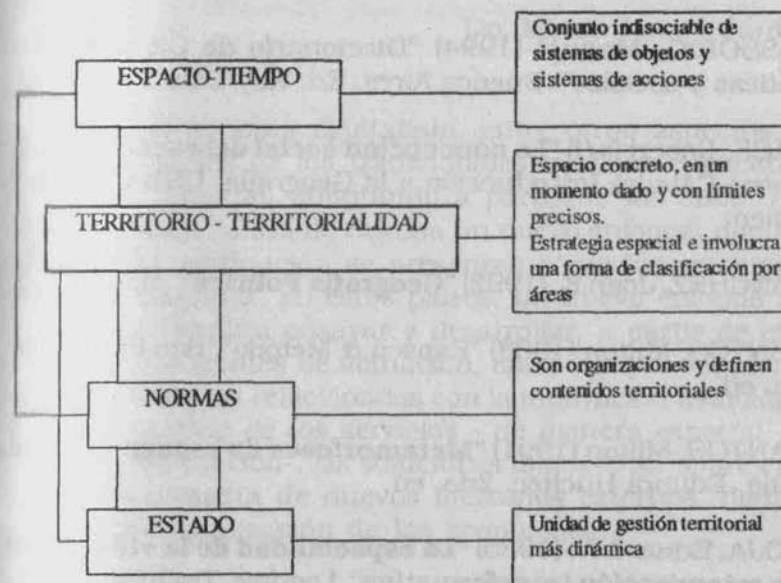 ESPACIO-TIEMPO
Conjunto indisociable de
sistemas de objetos y
sistemas de acciones
TERRITORIO - TERRITORIALIDAD
Espacio concreto, en un
momento dado y con límites
precisos.
Estrategia espacial e involucra
una forma de clasificación por
áreas
NORMAS
Son organizaciones y definen
contenidos territoriales
ESTADO
Unidad de gestión territorial
más dinámica